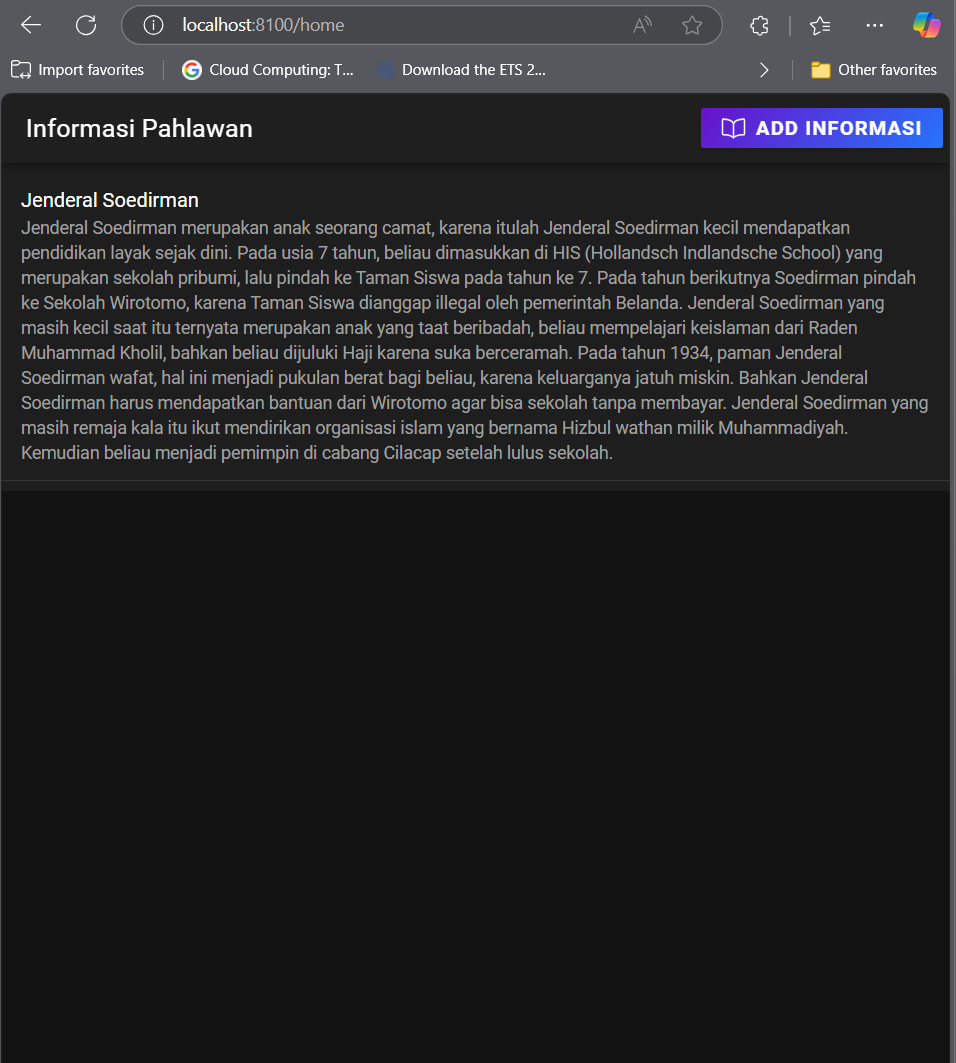 localhost:8100/home
Import favorites
Cloud Computing: T...
Download the ETS 2...
Other favorites
Informasi Pahlawan
ADD INFORMASI
Jenderal Soedirman
Jenderal Soedirman merupakan anak seorang camat, karena itulah Jenderal Soedirman kecil mendapatkan
pendidikan layak sejak dini. Pada usia 7 tahun, beliau dimasukkan di HIS (Hollandsch Indlandsche School) yang
merupakan sekolah pribumi, lalu pindah ke Taman Siswa pada tahun ke 7. Pada tahun berikutnya Soedirman pindah
ke Sekolah Wirotomo, karena Taman Siswa dianggap illegal oleh pemerintah Belanda. Jenderal Soedirman yang
masih kecil saat itu ternyata merupakan anak yang taat beribadah, beliau mempelajari keislaman dari Raden
Muhammad Kholil, bahkan beliau dijuluki Haji karena suka berceramah. Pada tahun 1934, paman Jenderal
Soedirman wafat, hal ini menjadi pukulan berat bagi beliau, karena keluarganya jatuh miskin. Bahkan Jenderal
Soedirman harus mendapatkan bantuan dari Wirotomo agar bisa sekolah tanpa membayar. Jenderal Soedirman yang
masih remaja kala itu ikut mendirikan organisasi islam yang bernama Hizbul wathan milik Muhammadiyah.
Kemudian beliau menjadi pemimpin di cabang Cilacap setelah lulus sekolah.